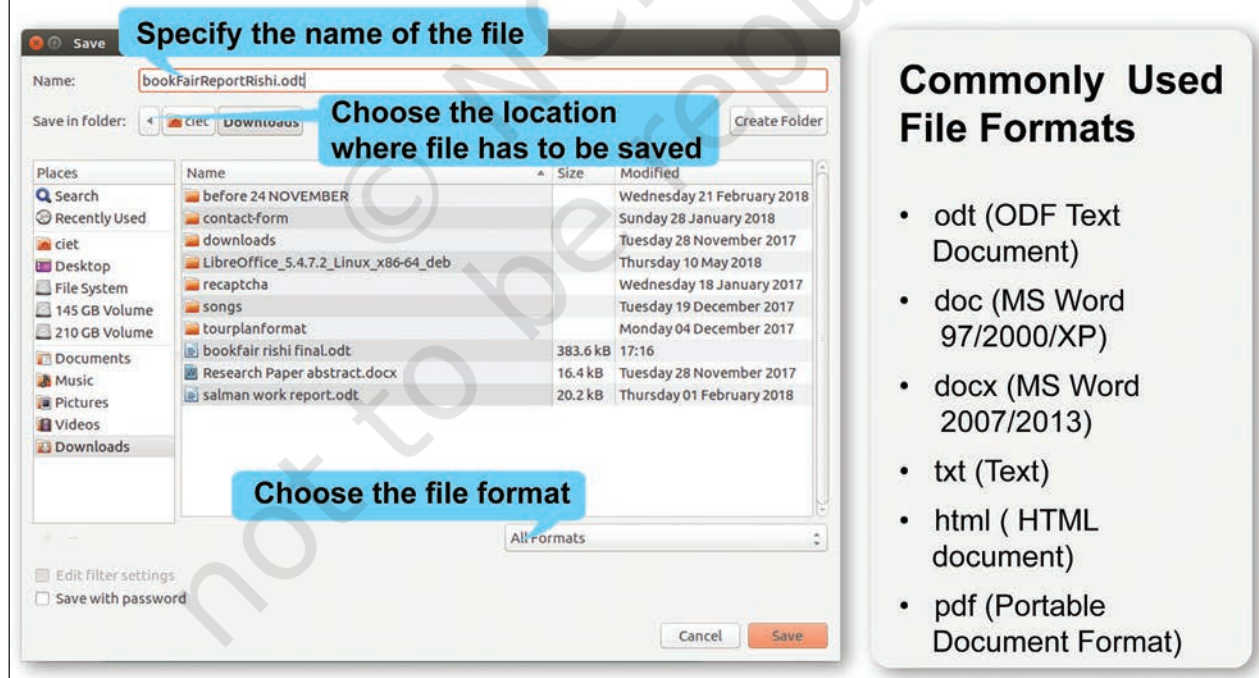 Save
Specify the name of the file
Name: bookFairReportRishi.odt
Save in folder: ciet Downloads
Choose the location
where file has to be saved
Create Folder
Places
Search
Recently Used
ciet
Desktop
File System
145 GB Volume
210 GB Volume
Documents
Music
Pictures
Videos
Downloads
Name Size Modified
before 24 NOVEMBER Wednesday 21 February 2018
contact-form Sunday 28 January 2018
downloads Tuesday 28 November 2017
LibreOffice_5.4.7.2_Linux_x86-64_deb Thursday 10 May 2018
recaptcha Wednesday 18 January 2017
songs Tuesday 19 December 2017
tourplanformat Monday 04 December 2017
bookfair rishi final.odt 383.6 kB 17:16
Research Paper abstract.docx 16.4 kB Tuesday 28 November 2017
salman work report.odt 20.2 kB Thursday 01 February 2018
Choose the file format
All Formats
Edit filter settings
Save with password
Cancel Save
Commonly Used
File Formats
• odt (ODF Text
Document)
• doc (MS Word
97/2000/XP)
• docx (MS Word
2007/2013)
• txt (Text)
• html ( HTML
document)
• pdf (Portable
Document Format)
not to be